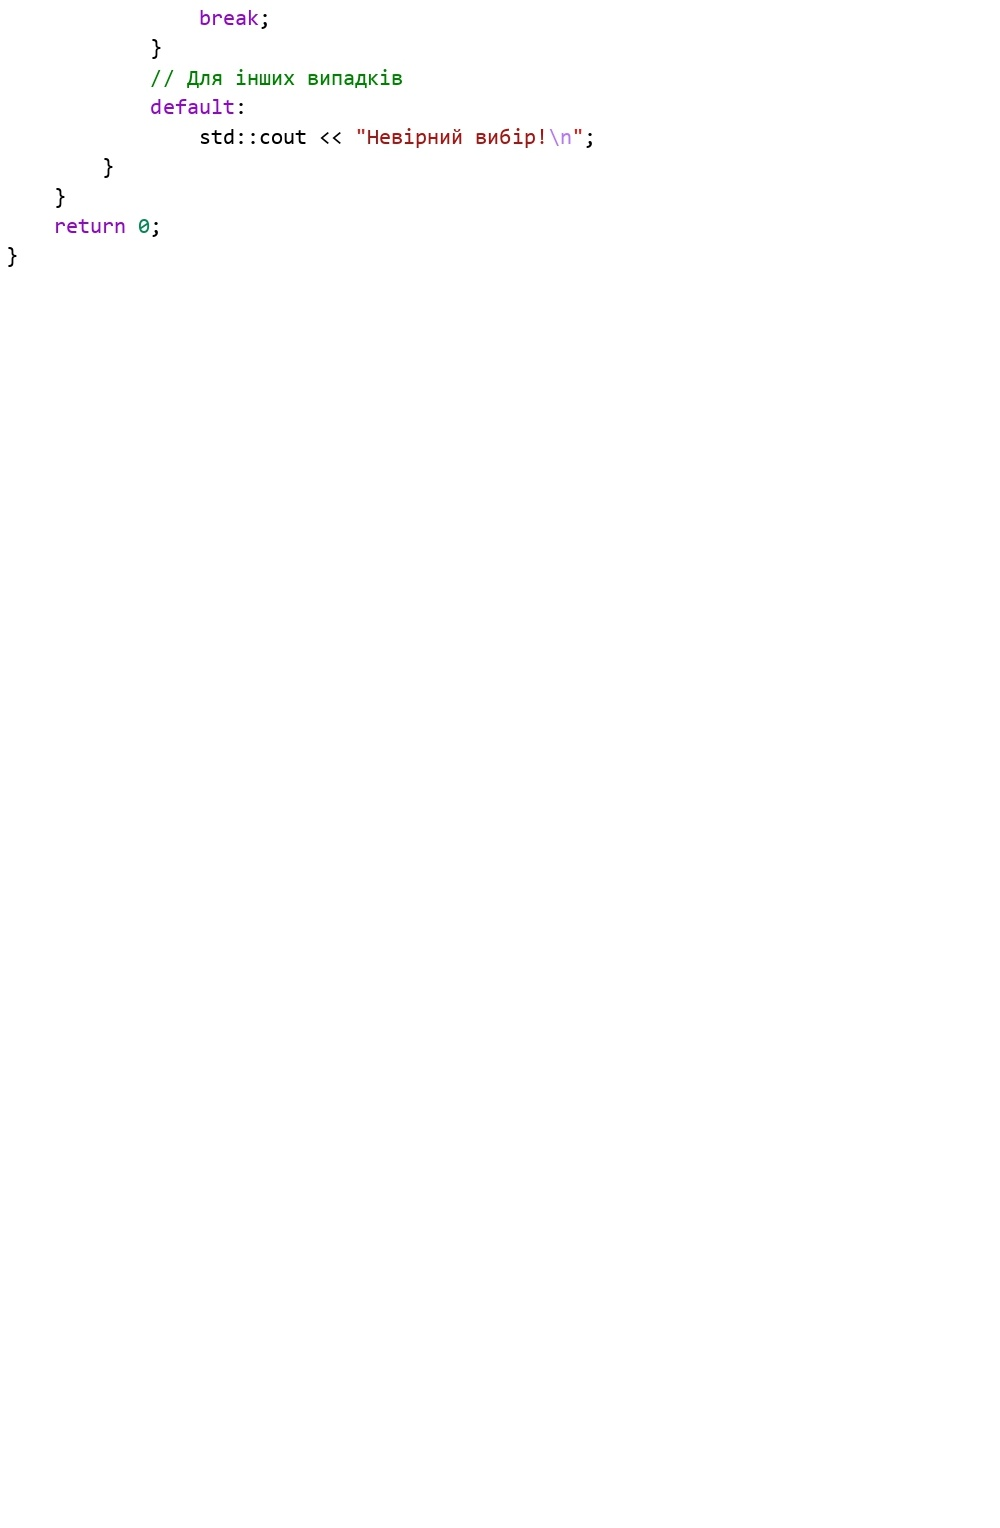 break;
}
// Для інших випадків
default:
std::cout << "Невірний вибір!\n";
}
}
return 0;
}